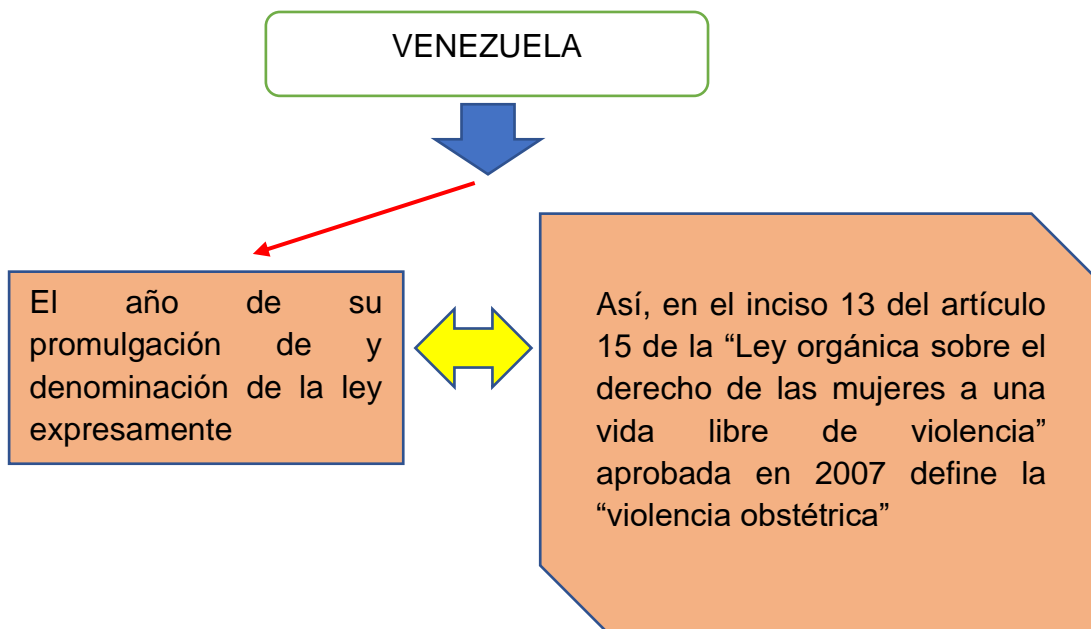 VENEZUELA
El año de su
promulgación de y
denominación de la ley
expresamente
Así, en el inciso 13 del artículo
15 de la “Ley orgánica sobre el
derecho de las mujeres a una
vida libre de violencia”
aprobada en 2007 define la
“violencia obstétrica”